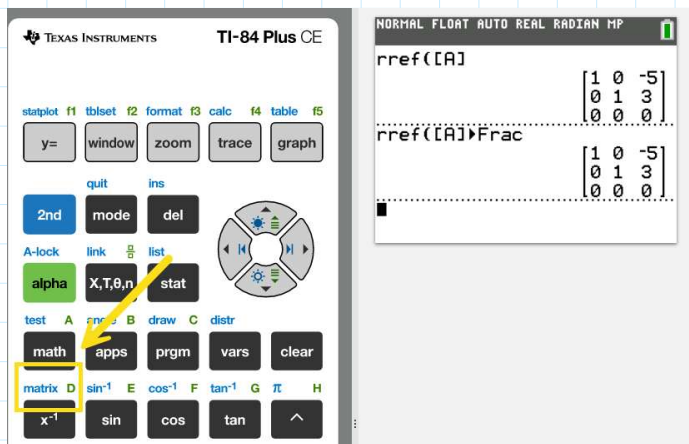 TEXAS INSTRUMENTS TI-84 Plus CE
statplot f1 tblset f2 format f3 calc f4 table f5
y= window zoom trace graph
quit ins
2nd mode del
A-lock link list
alpha X,T,θ,n stat
test A angle B draw C distr
math apps prgm vars clear
matrix D sin-1 E cos-1 F tan-1 G π H
x-1 sin cos tan ^
NORMAL FLOAT AUTO REAL RADIAN MP
rref([A]
[1 0 -5]
[0 1 3]
[0 0 0]
rref([A]▶Frac
[1 0 -5]
[0 1 3]
[0 0 0]